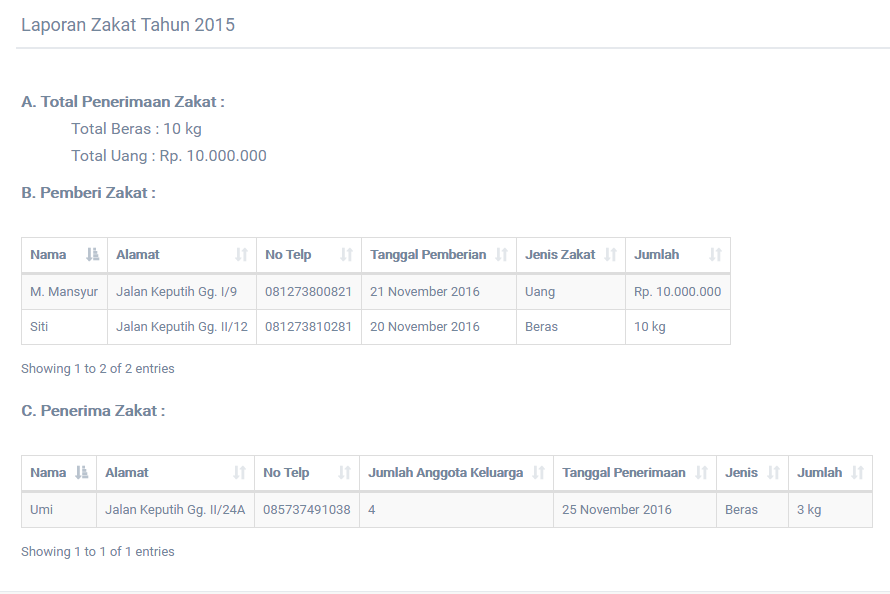 Laporan Zakat Tahun 2015
A. Total Penerimaan Zakat :
Total Beras : 10 kg
Total Uang : Rp. 10.000.000
B. Pemberi Zakat :
Nama Alamat No Telp Tanggal Pemberian Jenis Zakat Jumlah
M. Mansyur Jalan Keputih Gg. I/9 081273800821 21 November 2016 Uang Rp. 10.000.000
Siti Jalan Keputih Gg. II/12 081273810281 20 November 2016 Beras 10 kg
Showing 1 to 2 of 2 entries
C. Penerima Zakat :
Nama Alamat No Telp Jumlah Anggota Keluarga Tanggal Penerimaan Jenis Jumlah
Umi Jalan Keputih Gg. II/24A 085737491038 4 25 November 2016 Beras 3 kg
Showing 1 to 1 of 1 entries